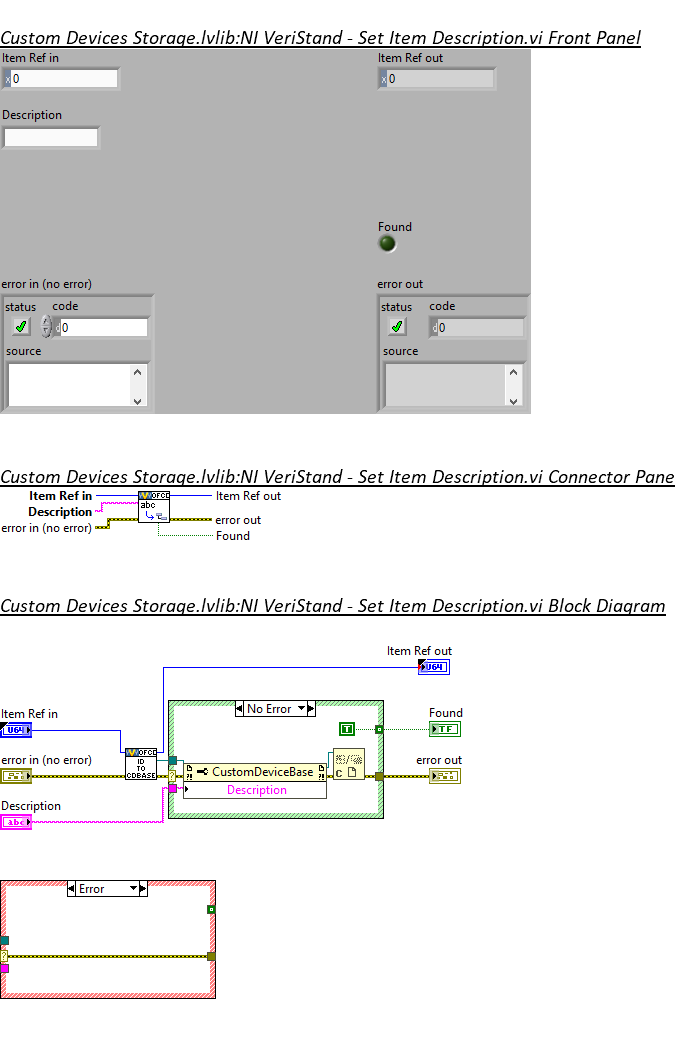 Custom Devices Storage.lvlib:NI VeriStand - Set Item Description.vi Front Panel
Item Ref in
Item Ref out
x 0
x 0
Description
Found
error in (no error)
error out
status code
status code
d 0
d 0
source
source
Custom Devices Storage.lvlib:NI VeriStand - Set Item Description.vi Connector Pane
Item Ref in
Item Ref out
OFCD
Description
abc
error in (no error)
error out
Found
Custom Devices Storage.lvlib:NI VeriStand - Set Item Description.vi Block Diagram
Item Ref out
U64
No Error
Item Ref in
Found
U64
T
TF
OFCD
error in (no error)
error out
ID
TO
CDBASE
?
CustomDeviceBase
C
Description
Description
abc
Error
?